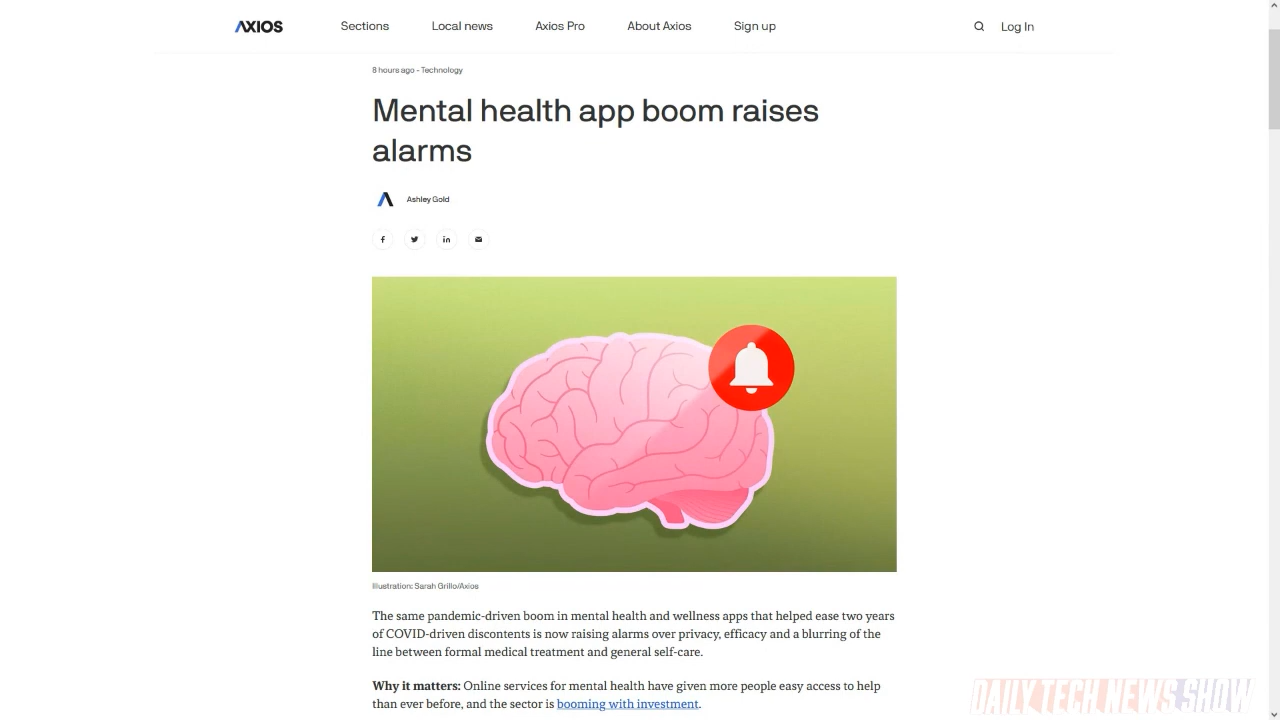 AXIOS Sections Local news Axios Pro About Axios Sign up Log In
8 hours ago - Technology
Mental health app boom raises
alarms
Ashley Gold
Illustration: Sarah Grillo/Axios
The same pandemic-driven boom in mental health and wellness apps that helped ease two years
of COVID-driven discontents is now raising alarms over privacy, efficacy and a blurring of the
line between formal medical treatment and general self-care.
Why it matters: Online services for mental health have given more people easy access to help
than ever before, and the sector is booming with investment.
DAILY TECH NEWS SHOW